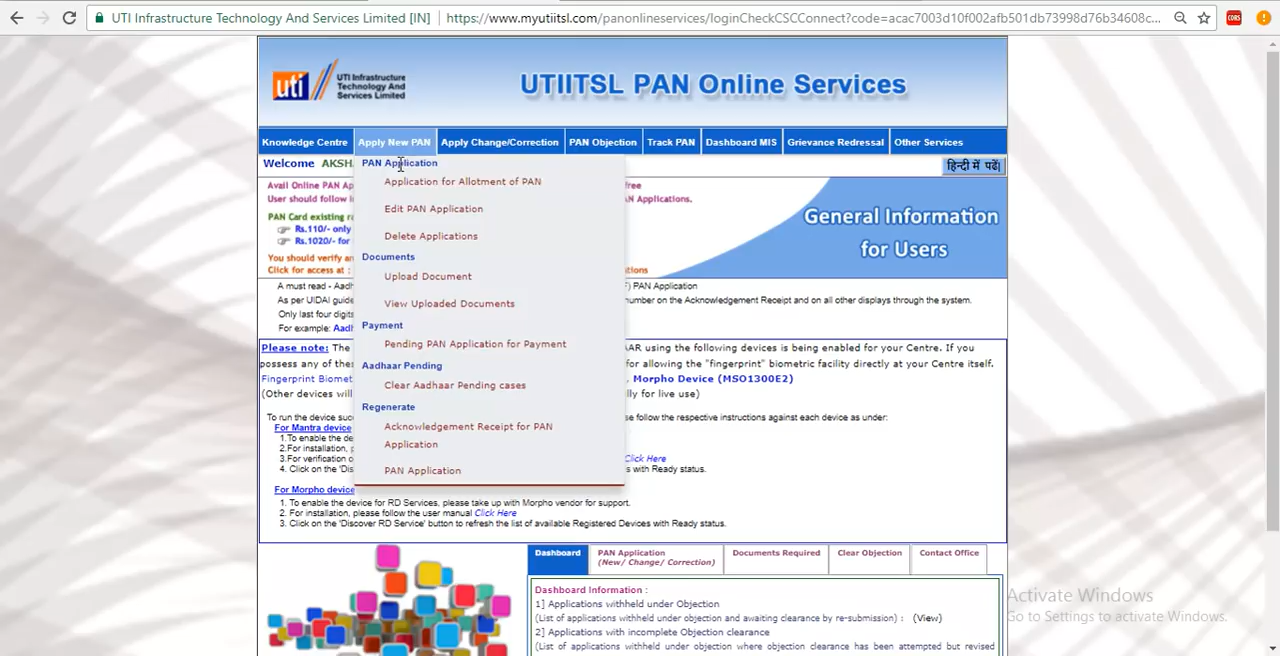 UTI Infrastructure Technology And Services Limited [IN]
https://www.myutiitsl.com/panonlineservices/loginCheckCSCConnect?code=acac7003d10f002afb501db73998d76b34608c...
CORS
uti
UTI Infrastructure
Technology And
Services Limited
UTIITSL PAN Online Services
Knowledge Centre
Apply New PAN
Apply Change/Correction
PAN Objection
Track PAN
Dashboard MIS
Grievance Redressal
Other Services
Welcome AKSH
हिन्दी में पढें|
PAN Application
Application for Allotment of PAN
Edit PAN Application
Delete Applications
Documents
Upload Document
View Uploaded Documents
Payment
Pending PAN Application for Payment
Aadhaar Pending
Clear Aadhaar Pending cases
Regenerate
Acknowledgement Receipt for PAN
Application
PAN Application
Avail Online PAN Ap free
User should follow i N Applications.
PAN Card existing ra
Rs.110/- only
Rs.1020/- for
You should verify an
Click for access at : tions
General Information
for Users
A must read - Aadh F) PAN Application
As per UIDAI guide umber on the Acknowledgement Receipt and on all other displays through the system.
Only last four digits
For example: Aadh
Please note: The AAR using the following devices is being enabled for your Centre. If you
possess any of thes for allowing the "fingerprint" biometric facility directly at your Centre itself.
Fingerprint Biomet , Morpho Device (MSO1300E2)
(Other devices will lly for live use)
To run the device suc se follow the respective instructions against each device as under:
For Mantra device
1.To enable the de
2.For installation, p
3.For verification o Click Here
4. Click on the 'Dis with Ready status.
For Morpho device
1. To enable the device for RD Services, please take up with Morpho vendor for support.
2. For installation, please follow the user manual Click Here
3. Click on the 'Discover RD Service' button to refresh the list of available Registered Devices with Ready status.
Dashboard
PAN Application
(New/ Change/ Correction)
Documents Required
Clear Objection
Contact Office
Dashboard Information :
1] Applications withheld under Objection
(List of applications withheld under objection and awaiting clearance by re-submission) : (View)
2] Applications with incomplete Objection clearance
(List of applications withheld under objection where objection clearance has been attempted but revised
Activate Windows
Go to Settings to activate Windows.